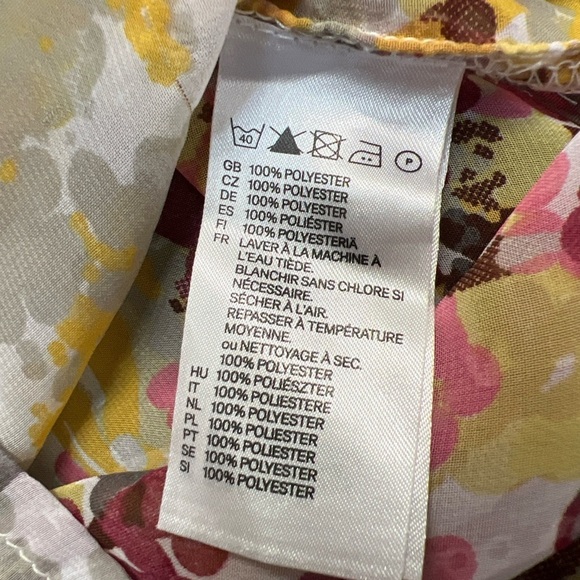 40 P
GB 100% POLYESTER
CZ 100% POLYESTER
DE 100% POLYESTER
ES 100% POLIÉSTER
FI 100% POLYESTERIÄ
FR LAVER À LA MACHINE À
L'EAU TIÈDE.
BLANCHIR SANS CHLORE SI
NÉCESSAIRE.
SÉCHER À L'AIR.
REPASSER À TEMPÉRATURE
MOYENNE.
ou NETTOYAGE À SEC.
100% POLYESTER
HU 100% POLIÉSZTER
IT 100% POLIESTERE
NL 100% POLYESTER
PL 100% POLIESTER
PT 100% POLIÉSTER
SE 100% POLYESTER
SI 100% POLYESTER